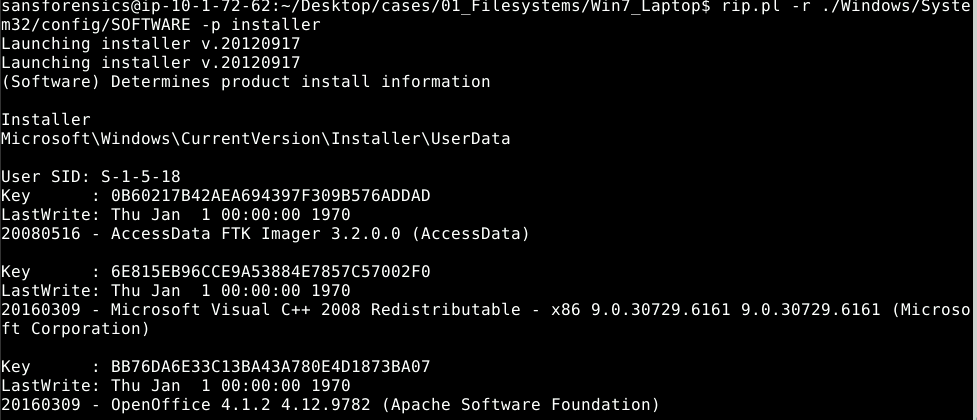 sansforensics@ip-10-1-72-62:~/Desktop/cases/01_Filesystems/Win7_Laptop$ rip.pl -r ./Windows/Syste
m32/config/SOFTWARE -p installer
Launching installer v.20120917
Launching installer v.20120917
(Software) Determines product install information

Installer
Microsoft\Windows\CurrentVersion\Installer\UserData

User SID: S-1-5-18
Key      : 0B60217B42AEA694397F309B576ADDAD
LastWrite: Thu Jan  1 00:00:00 1970
20080516 - AccessData FTK Imager 3.2.0.0 (AccessData)

Key      : 6E815EB96CCE9A53884E7857C57002F0
LastWrite: Thu Jan  1 00:00:00 1970
20160309 - Microsoft Visual C++ 2008 Redistributable - x86 9.0.30729.6161 9.0.30729.6161 (Microso
ft Corporation)

Key      : BB76DA6E33C13BA43A780E4D1873BA07
LastWrite: Thu Jan  1 00:00:00 1970
20160309 - OpenOffice 4.1.2 4.12.9782 (Apache Software Foundation)